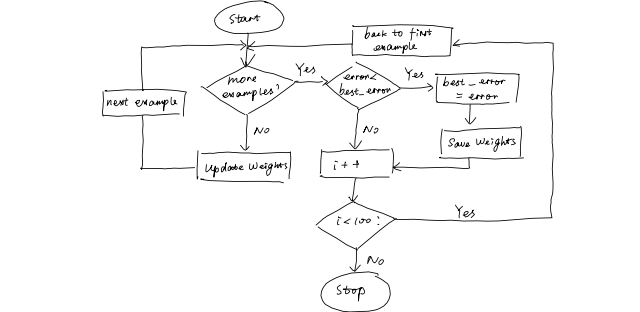 Start
back to first
example
more
examples?
Yes
error<
best_error
Yes
best_error
= error
next example
No
No
Save Weights
Update Weights
i++
i<100?
Yes
No
Stop